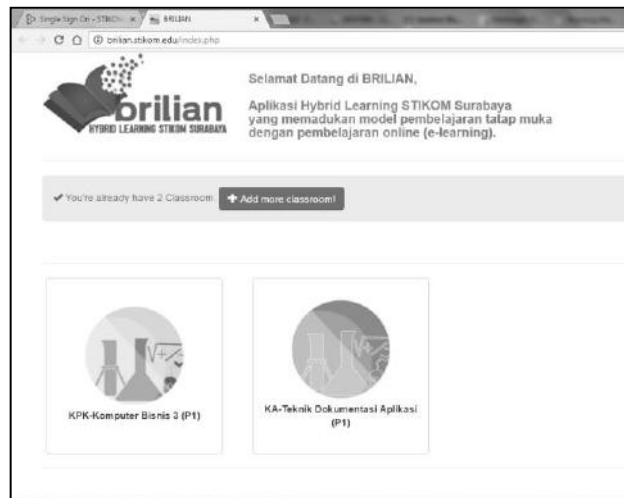 Single Sign On - STIKO
BRILIAN
brilian.stikom.edu/index.php
brilian
HYBRID LEARNING STIKOM SURABAYA
Selamat Datang di BRILIAN,
Aplikasi Hybrid Learning STIKOM Surabaya
yang memadukan model pembelajaran tatap muka
dengan pembelajaran online (e-learning).
You're already have 2 Classroom.
Add more classroom!
KPK-Komputer Bisnis 3 (P1)
KA-Teknik Dokumentasi Aplikasi
(P1)